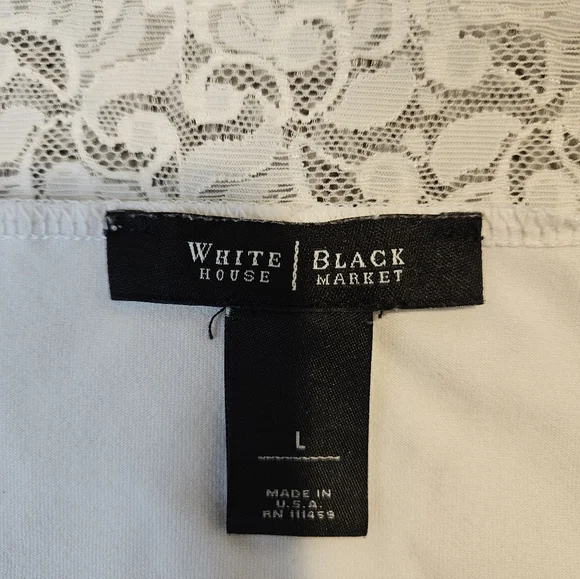 WHITE | BLACK
HOUSE | MARKET
L
MADE IN
U.S.A.
RN 111459